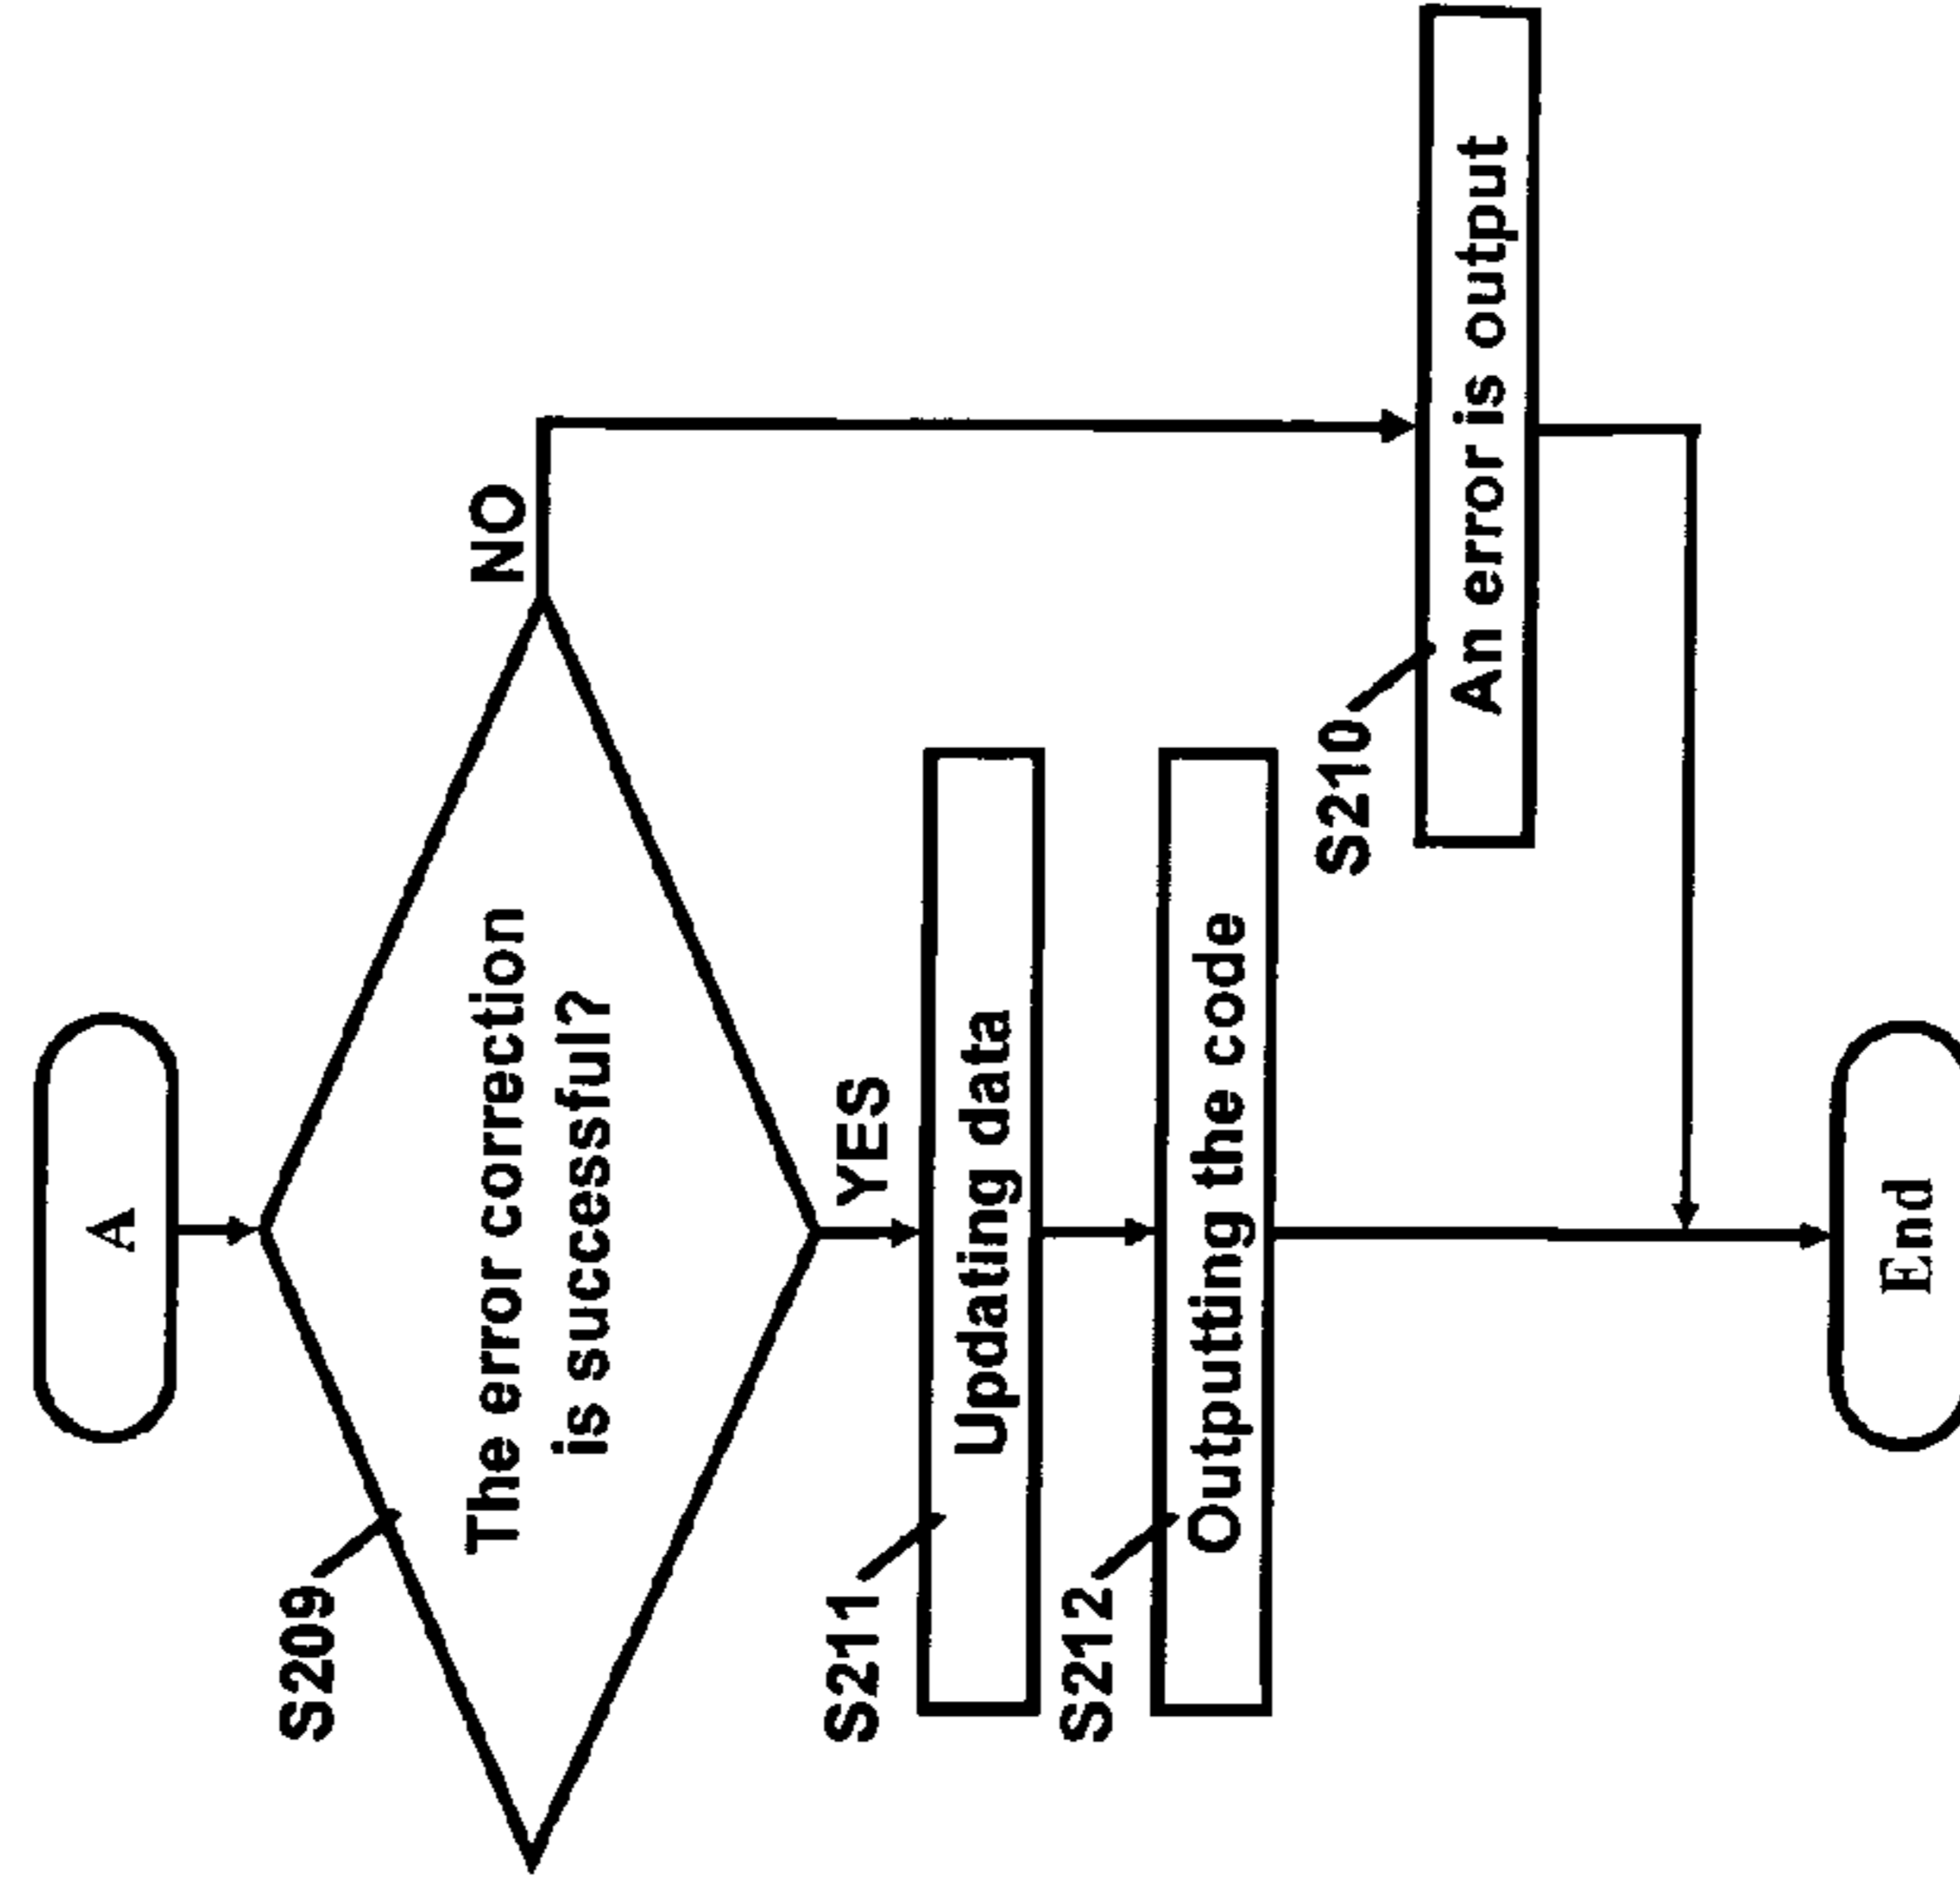 A
S209
The error correction
is successful?
NO
YES
S211
Updating data
S212
Outputting the code
S210
An error is output
End